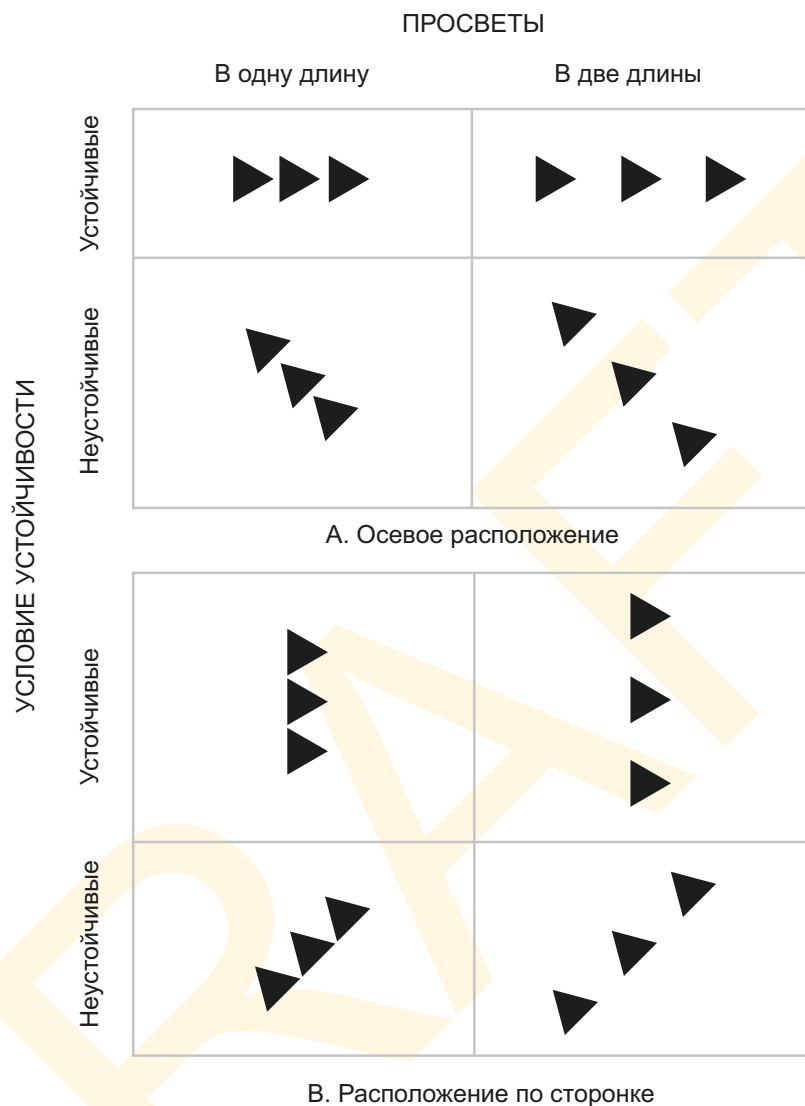 ПРОСВЕТЫ
В одну длину
В две длины
УСЛОВИЕ УСТОЙЧИВОСТИ
Устойчивые
Неустойчивые
А. Осевое расположение
Устойчивые
Неустойчивые
В. Расположение по сторонке